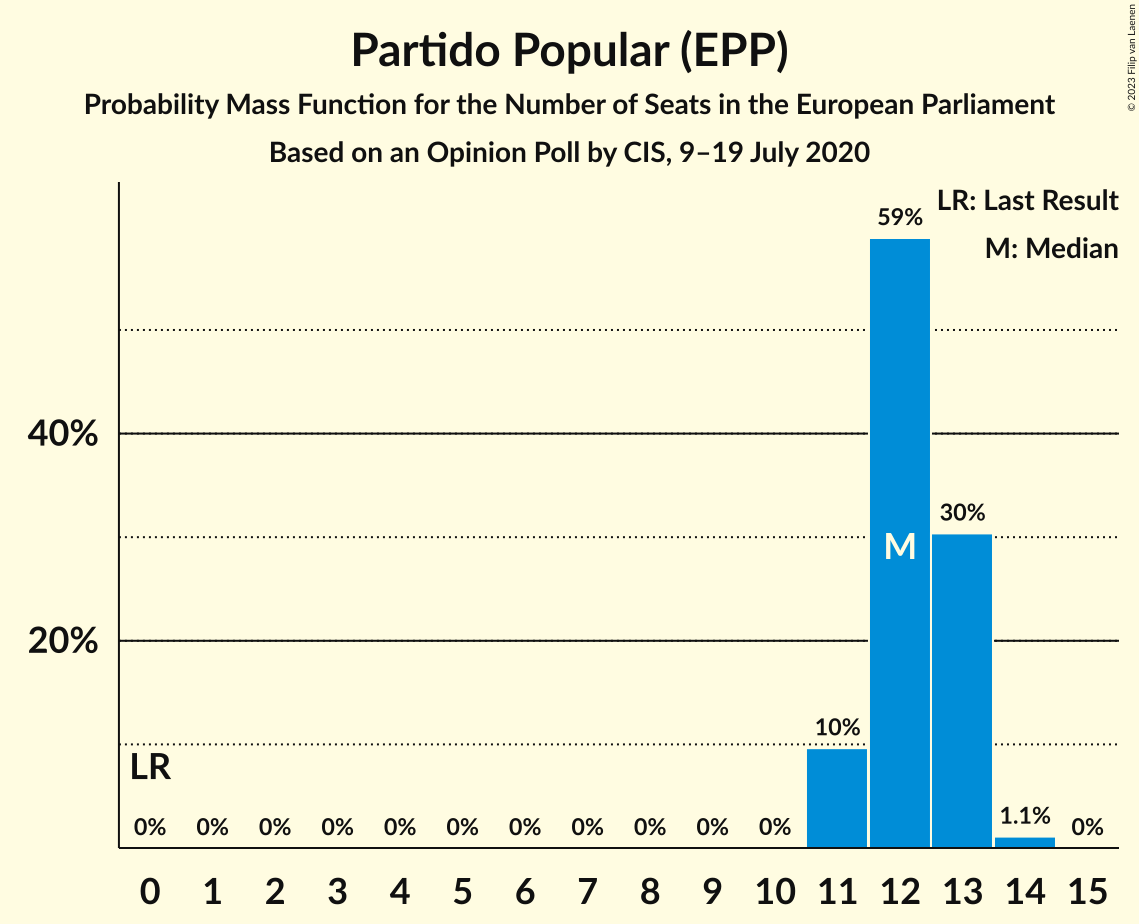 Partido Popular (EPP)
Probability Mass Function for the Number of Seats in the European Parliament
Based on an Opinion Poll by CIS, 9–19 July 2020
© 2023 Filip van Laenen
LR: Last Result
M: Median
59%
40%
30%
M
20%
10%
LR
1.1%
0% 0% 0% 0% 0% 0% 0% 0% 0% 0% 0% 0%
0 1 2 3 4 5 6 7 8 9 10 11 12 13 14 15